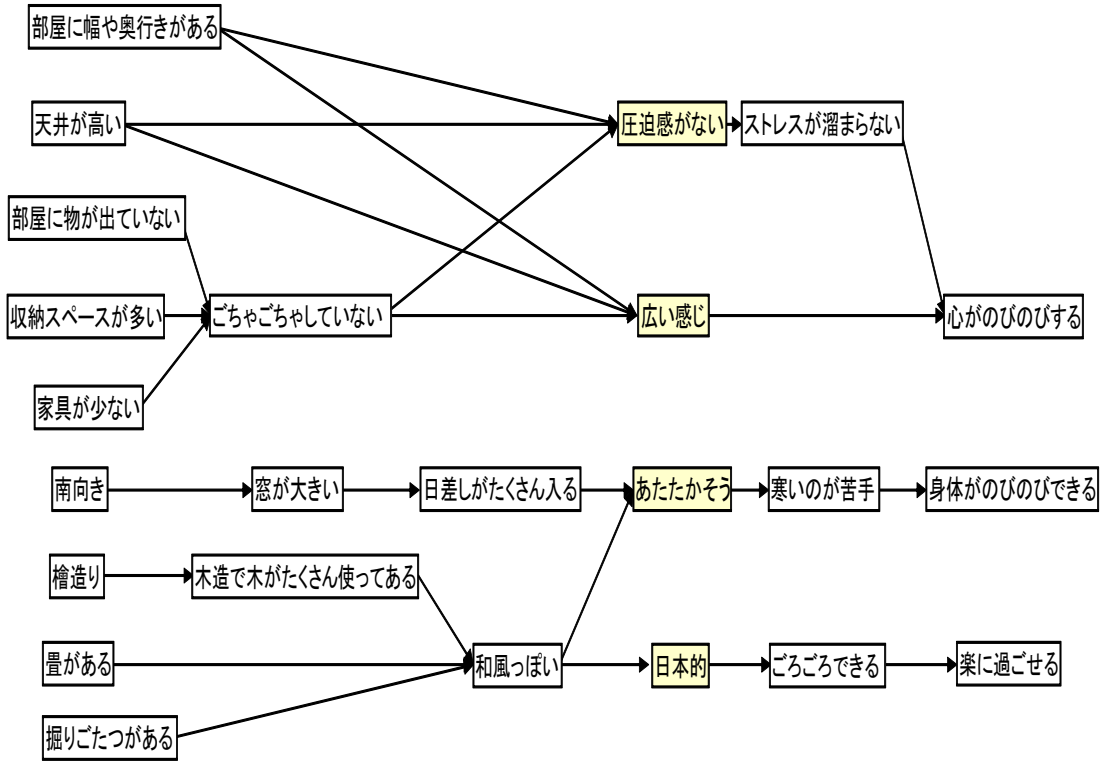 部屋に幅や奥行きがある
天井が高い
圧迫感がない
ストレスが溜まらない
部屋に物が出ていない
収納スペースが多い
ごちゃごちゃしていない
広い感じ
心がのびのびする
家具が少ない
南向き
窓が大きい
日差しがたくさん入る
あたたかそう
寒いのが苦手
身体がのびのびできる
檜造り
木造で木がたくさん使ってある
畳がある
和風っぽい
日本的
ごろごろできる
楽に過ごせる
掘りごたつがある